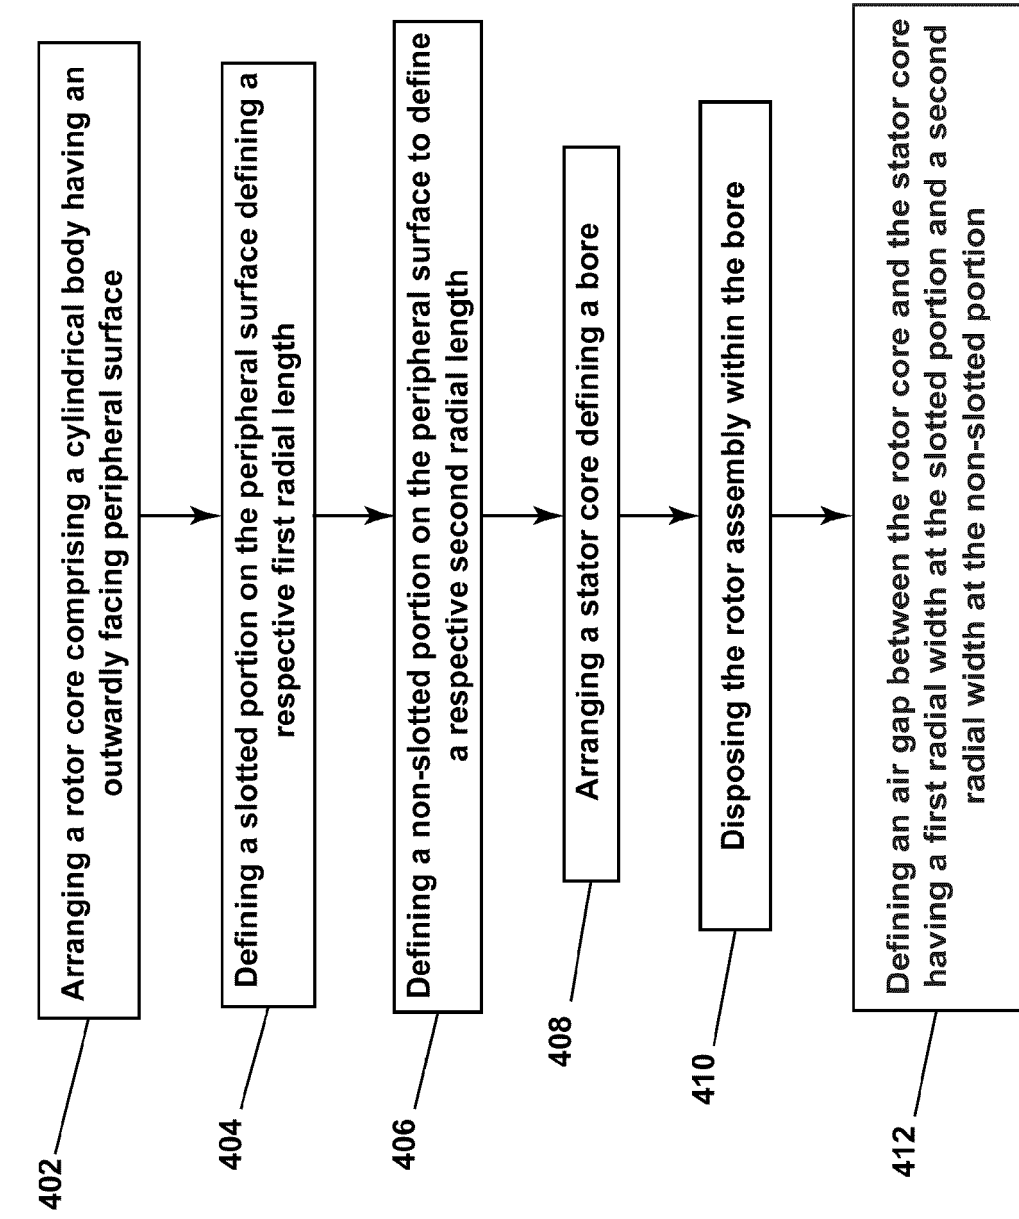 402
Arranging a rotor core comprising a cylindrical body having an
outwardly facing peripheral surface
404
Defining a slotted portion on the peripheral surface defining a
respective first radial length
406
Defining a non-slotted portion on the peripheral surface to define
a respective second radial length
408
Arranging a stator core defining a bore
410
Disposing the rotor assembly within the bore
412
Defining an air gap between the rotor core and the stator core
having a first radial width at the slotted portion and a second
radial width at the non-slotted portion